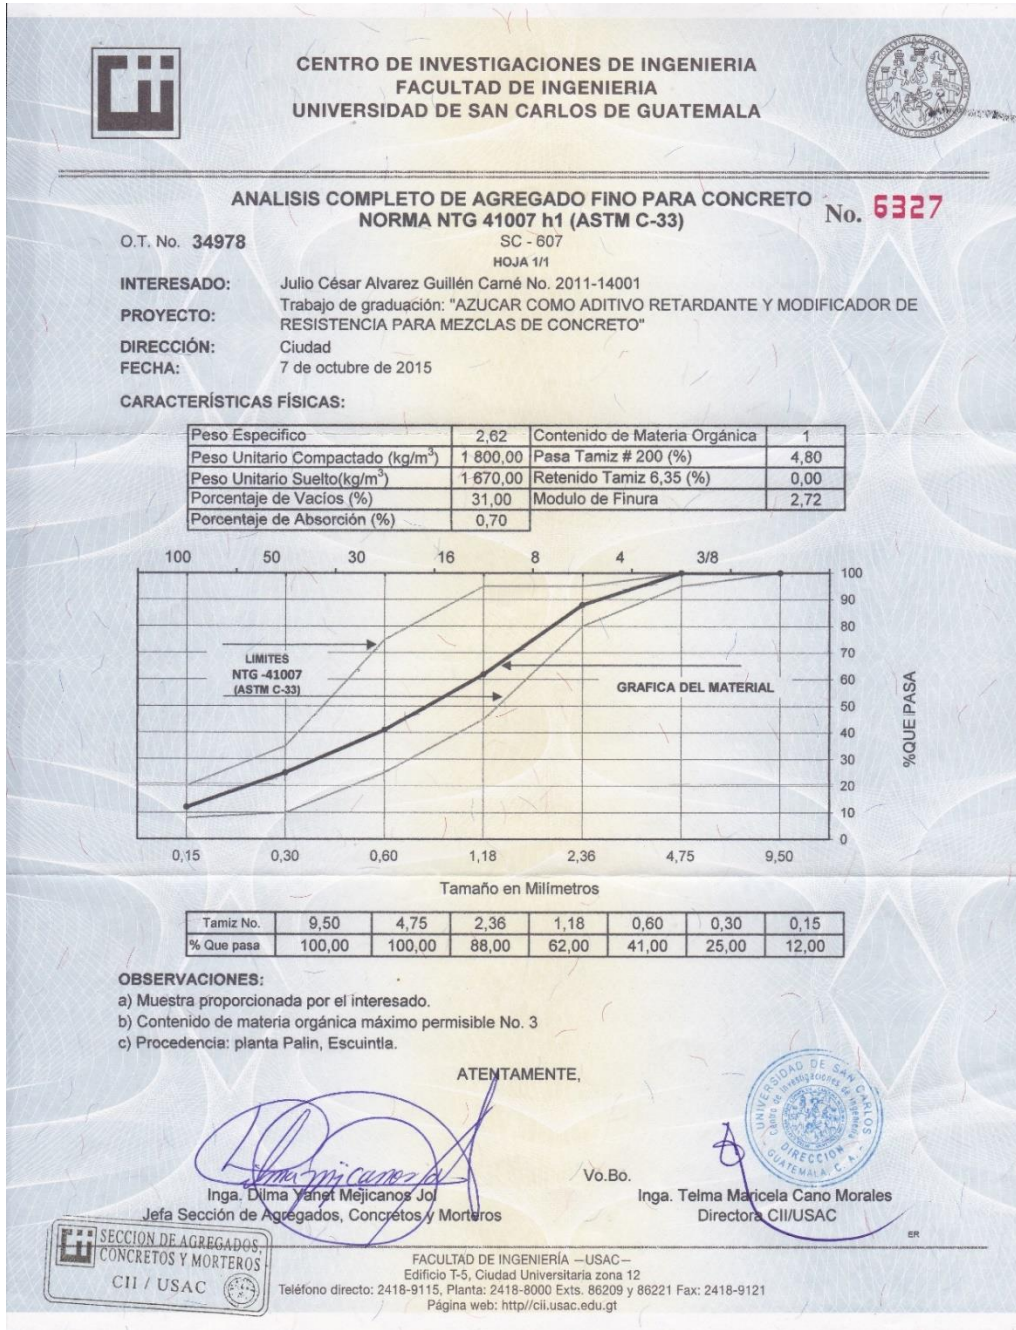 CENTRO DE INVESTIGACIONES DE INGENIERIA
FACULTAD DE INGENIERIA
UNIVERSIDAD DE SAN CARLOS DE GUATEMALA
ANALISIS COMPLETO DE AGREGADO FINO PARA CONCRETO
No. 6327
NORMA NTG 41007 h1 (ASTM C-33)
O.T. No. 34978
SC - 607
HOJA 1/1
INTERESADO: Julio César Alvarez Guillén Carné No. 2011-14001
PROYECTO: Trabajo de graduación: "AZUCAR COMO ADITIVO RETARDANTE Y MODIFICADOR DE
RESISTENCIA PARA MEZCLAS DE CONCRETO"
DIRECCIÓN: Ciudad
FECHA: 7 de octubre de 2015
CARACTERÍSTICAS FÍSICAS:
Peso Especifico 2,62 Contenido de Materia Orgánica 1
Peso Unitario Compactado (kg/m³) 1 800,00 Pasa Tamiz # 200 (%) 4,80
Peso Unitario Suelto(kg/m³) 1 670,00 Retenido Tamiz 6,35 (%) 0,00
Porcentaje de Vacíos (%) 31,00 Modulo de Finura 2,72
Porcentaje de Absorción (%) 0,70
100 50 30 16 8 4 3/8
100
90
80
70
60
50
40
30
20
10
0
%QUE PASA
LIMITES
NTG -41007
(ASTM C-33)
GRAFICA DEL MATERIAL
0,15 0,30 0,60 1,18 2,36 4,75 9,50
Tamaño en Milímetros
Tamiz No. 9,50 4,75 2,36 1,18 0,60 0,30 0,15
% Que pasa 100,00 100,00 88,00 62,00 41,00 25,00 12,00
OBSERVACIONES:
a) Muestra proporcionada por el interesado.
b) Contenido de materia orgánica máximo permisible No. 3
c) Procedencia: planta Palin, Escuintla.
ATENTAMENTE,
UNIVERSIDAD DE SAN CARLOS
Centro de Investigaciones de Ingeniería
DIRECCION
GUATEMALA, C. A.
Vo.Bo.
Inga. Dilma Yanet Mejicanos Jol
Jefa Sección de Agregados, Concretos y Morteros
Inga. Telma Maricela Cano Morales
Directora CII/USAC
ER
SECCION DE AGREGADOS,
CONCRETOS Y MORTEROS
CII / USAC
FACULTAD DE INGENIERÍA —USAC—
Edificio T-5, Ciudad Universitaria zona 12
Teléfono directo: 2418-9115, Planta: 2418-8000 Exts. 86209 y 86221 Fax: 2418-9121
Página web: http//cii.usac.edu.gt